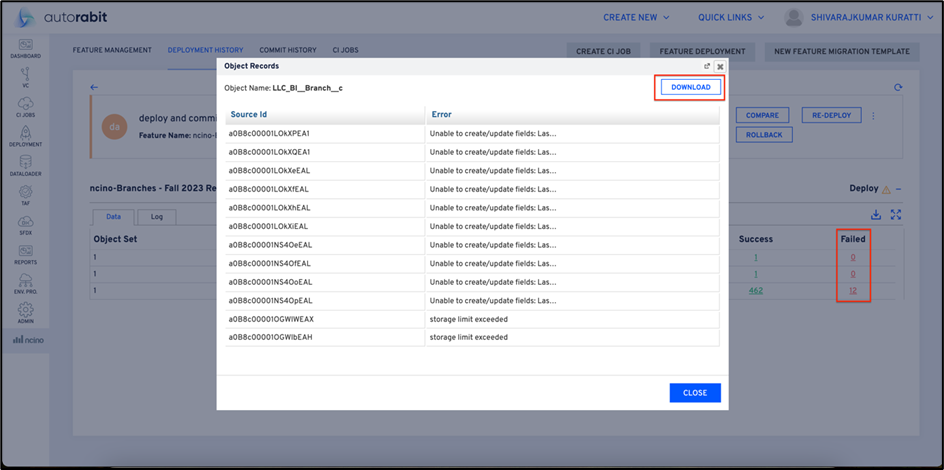 autorabit
CREATE NEW
QUICK LINKS
SHIVARAJKUMAR KURATTI
DASHBOARD
VC
CI JOBS
DEPLOYMENT
DATALOADER
TAF
SFDX
REPORTS
ENV. PRG.
ADMIN
ncino
FEATURE MANAGEMENT
DEPLOYMENT HISTORY
COMMIT HISTORY
CI JOBS
CREATE CI JOB
FEATURE DEPLOYMENT
NEW FEATURE MIGRATION TEMPLATE
da
deploy and commi
Feature Name: ncino-
COMPARE
RE-DEPLOY
ROLLBACK
ncino-Branches - Fall 2023 Re
Deploy
Data
Log
Object Set
Success
Failed
1
1
0
1
1
0
1
462
12
Object Records
Object Name: LLC_BI__Branch__c
DOWNLOAD
Source Id
Error
a0B8c00001LOkXPEA1
Unable to create/update fields: Las...
a0B8c00001LOkXQEA1
Unable to create/update fields: Las...
a0B8c00001LOkXeEAL
Unable to create/update fields: Las...
a0B8c00001LOkXfEAL
Unable to create/update fields: Las...
a0B8c00001LOkXhEAL
Unable to create/update fields: Las...
a0B8c00001LOkXiEAL
Unable to create/update fields: Las...
a0B8c00001NS4OeEAL
Unable to create/update fields: Las...
a0B8c00001NS4OfEAL
Unable to create/update fields: Las...
a0B8c00001NS4OoEAL
Unable to create/update fields: Las...
a0B8c00001NS4OpEAL
Unable to create/update fields: Las...
a0B8c00001OGWIWEAX
storage limit exceeded
a0B8c00001OGWIbEAH
storage limit exceeded
CLOSE